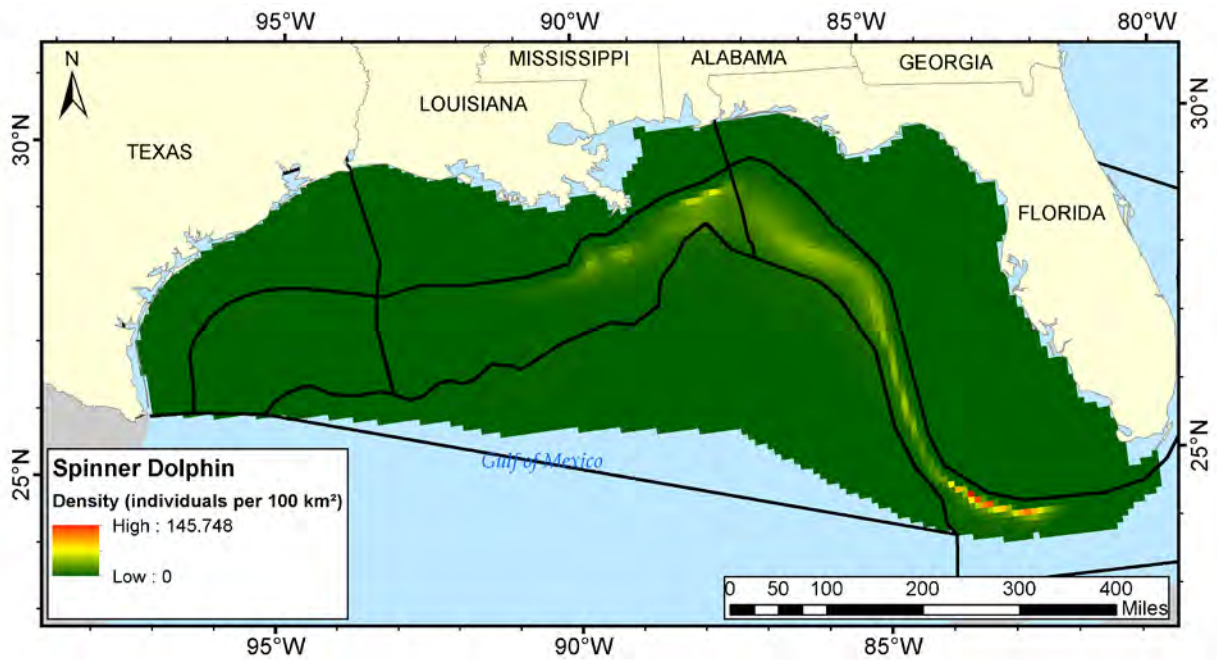 95°W 90°W 85°W 80°W
N
MISSISSIPPI ALABAMA GEORGIA
LOUISIANA
30°N 30°N
TEXAS
FLORIDA
25°N 25°N
Gulf of Mexico
Spinner Dolphin
Density (individuals per 100 km²)
High : 145.748
Low : 0
0 50 100 200 300 400
Miles
95°W 90°W 85°W 80°W